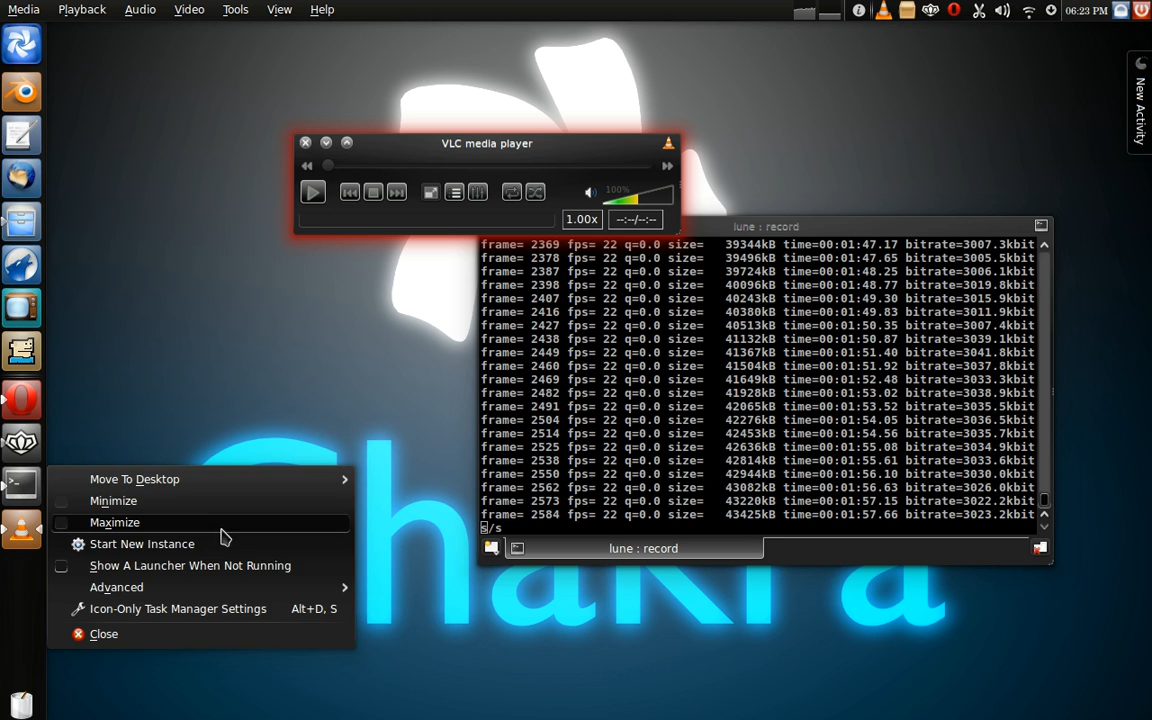 Media Playback Audio Video Tools View Help
06:23 PM
New Activity
VLC media player
100%
1.00x --:--/--:--
lune : record
frame= 2369 fps= 22 q=0.0 size= 39344kB time=00:01:47.17 bitrate=3007.3kbit
frame= 2378 fps= 22 q=0.0 size= 39496kB time=00:01:47.65 bitrate=3005.5kbit
frame= 2387 fps= 22 q=0.0 size= 39724kB time=00:01:48.25 bitrate=3006.1kbit
frame= 2398 fps= 22 q=0.0 size= 40096kB time=00:01:48.77 bitrate=3019.8kbit
frame= 2407 fps= 22 q=0.0 size= 40243kB time=00:01:49.30 bitrate=3015.9kbit
frame= 2416 fps= 22 q=0.0 size= 40380kB time=00:01:49.83 bitrate=3011.9kbit
frame= 2427 fps= 22 q=0.0 size= 40513kB time=00:01:50.35 bitrate=3007.4kbit
frame= 2438 fps= 22 q=0.0 size= 41132kB time=00:01:50.87 bitrate=3039.1kbit
frame= 2449 fps= 22 q=0.0 size= 41367kB time=00:01:51.40 bitrate=3041.8kbit
frame= 2460 fps= 22 q=0.0 size= 41504kB time=00:01:51.92 bitrate=3037.8kbit
frame= 2469 fps= 22 q=0.0 size= 41649kB time=00:01:52.48 bitrate=3033.3kbit
frame= 2482 fps= 22 q=0.0 size= 41928kB time=00:01:53.02 bitrate=3038.9kbit
frame= 2491 fps= 22 q=0.0 size= 42065kB time=00:01:53.52 bitrate=3035.5kbit
frame= 2504 fps= 22 q=0.0 size= 42276kB time=00:01:54.05 bitrate=3036.5kbit
frame= 2514 fps= 22 q=0.0 size= 42453kB time=00:01:54.56 bitrate=3035.7kbit
frame= 2525 fps= 22 q=0.0 size= 42636kB time=00:01:55.08 bitrate=3034.9kbit
frame= 2538 fps= 22 q=0.0 size= 42814kB time=00:01:55.61 bitrate=3033.6kbit
frame= 2550 fps= 22 q=0.0 size= 42944kB time=00:01:56.10 bitrate=3030.0kbit
frame= 2562 fps= 22 q=0.0 size= 43082kB time=00:01:56.63 bitrate=3026.0kbit
frame= 2573 fps= 22 q=0.0 size= 43220kB time=00:01:57.15 bitrate=3022.2kbit
frame= 2584 fps= 22 q=0.0 size= 43425kB time=00:01:57.66 bitrate=3023.2kbit
s/s
lune : record
Move To Desktop
Minimize
Maximize
Start New Instance
Show A Launcher When Not Running
Advanced
Icon-Only Task Manager Settings Alt+D, S
Close
Chakra